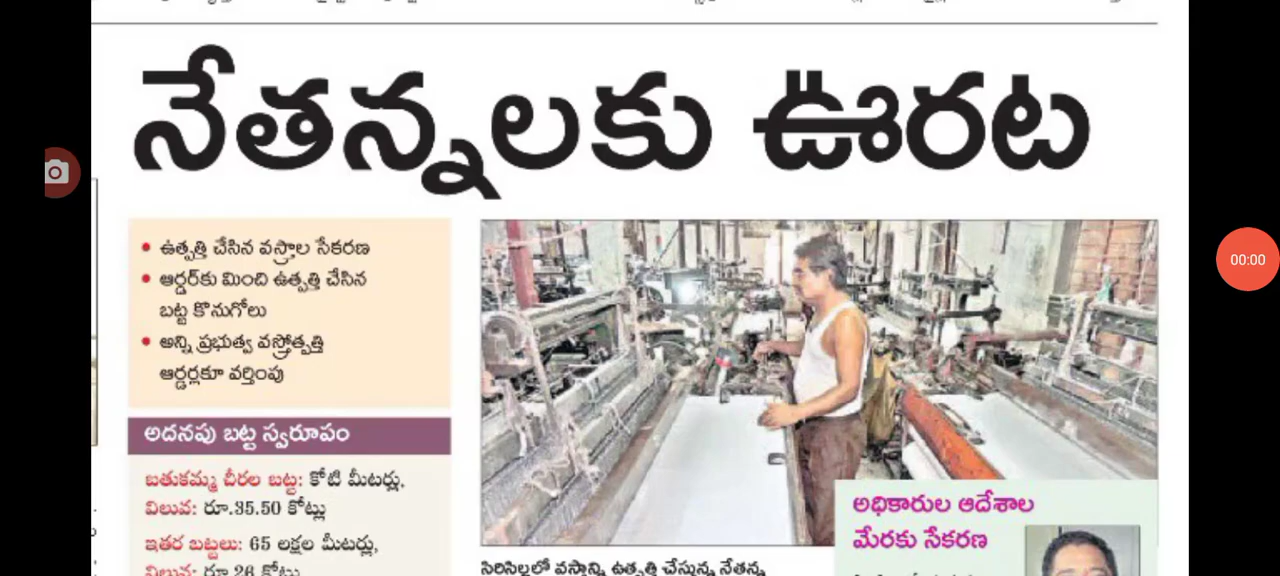 నేతన్నలకు ఊరట
• ఉత్పత్తి చేసిన వస్త్రాల సేకరణ
• ఆర్డర్‌కు మించి ఉత్పత్తి చేసిన
బట్ట కొనుగోలు
• అన్ని ప్రభుత్వ వస్త్రోత్పత్తి
ఆర్డర్లకూ వర్తింపు
అదనపు బట్ట స్వరూపం
బతుకమ్మ చీరల బట్ట: కోటి మీటర్లు,
విలువ: రూ.35.50 కోట్లు
ఇతర బట్టలు: 65 లక్షల మీటర్లు,
విలువ: రూ.26 కోట్లు
సిరిసిల్లలో వస్త్రాన్ని ఉత్పత్తి చేస్తున్న నేతన్న
అధికారుల ఆదేశాల
మేరకు సేకరణ
00:00